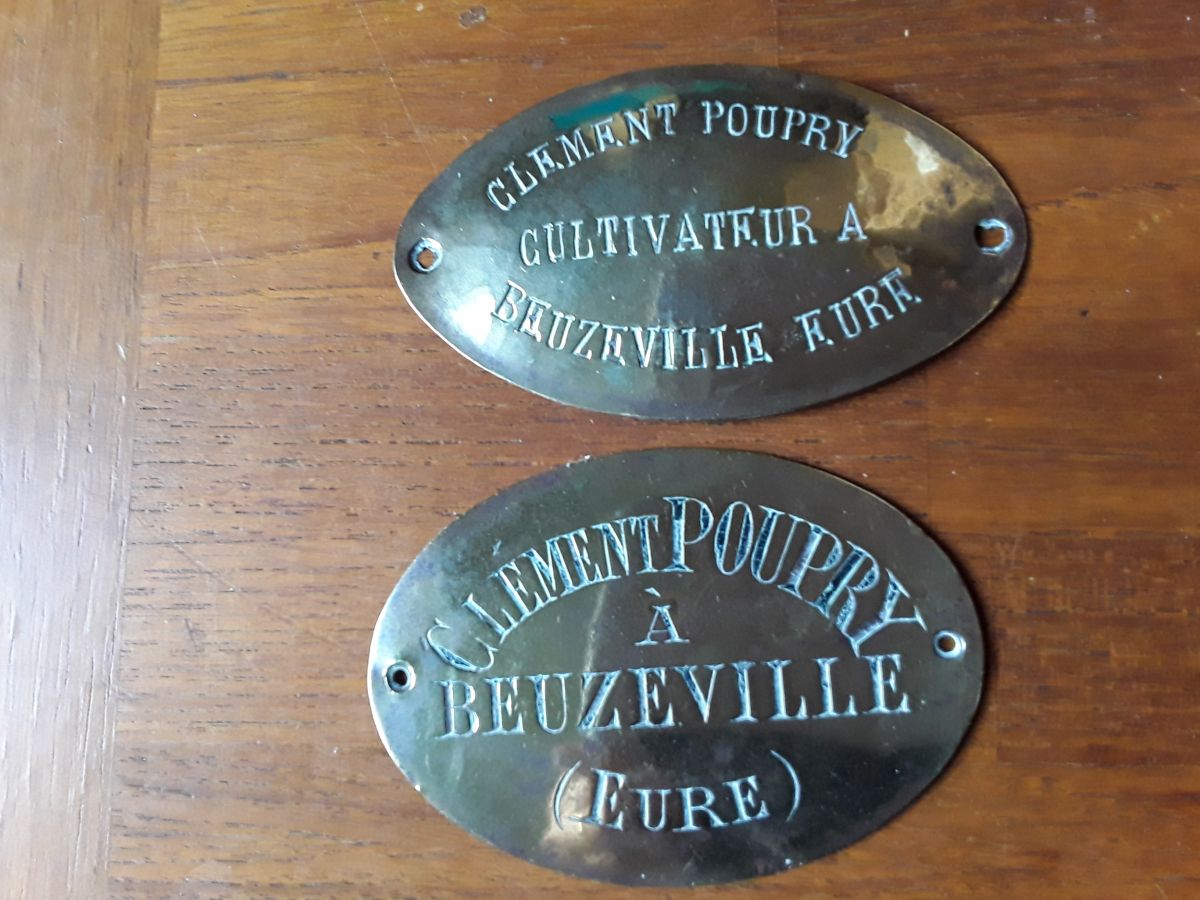 CLEMENT POUPRY
CULTIVATEUR A
BEUZEVILLE EURE
CLEMENT POUPRY
À
BEUZEVILLE
(EURE)